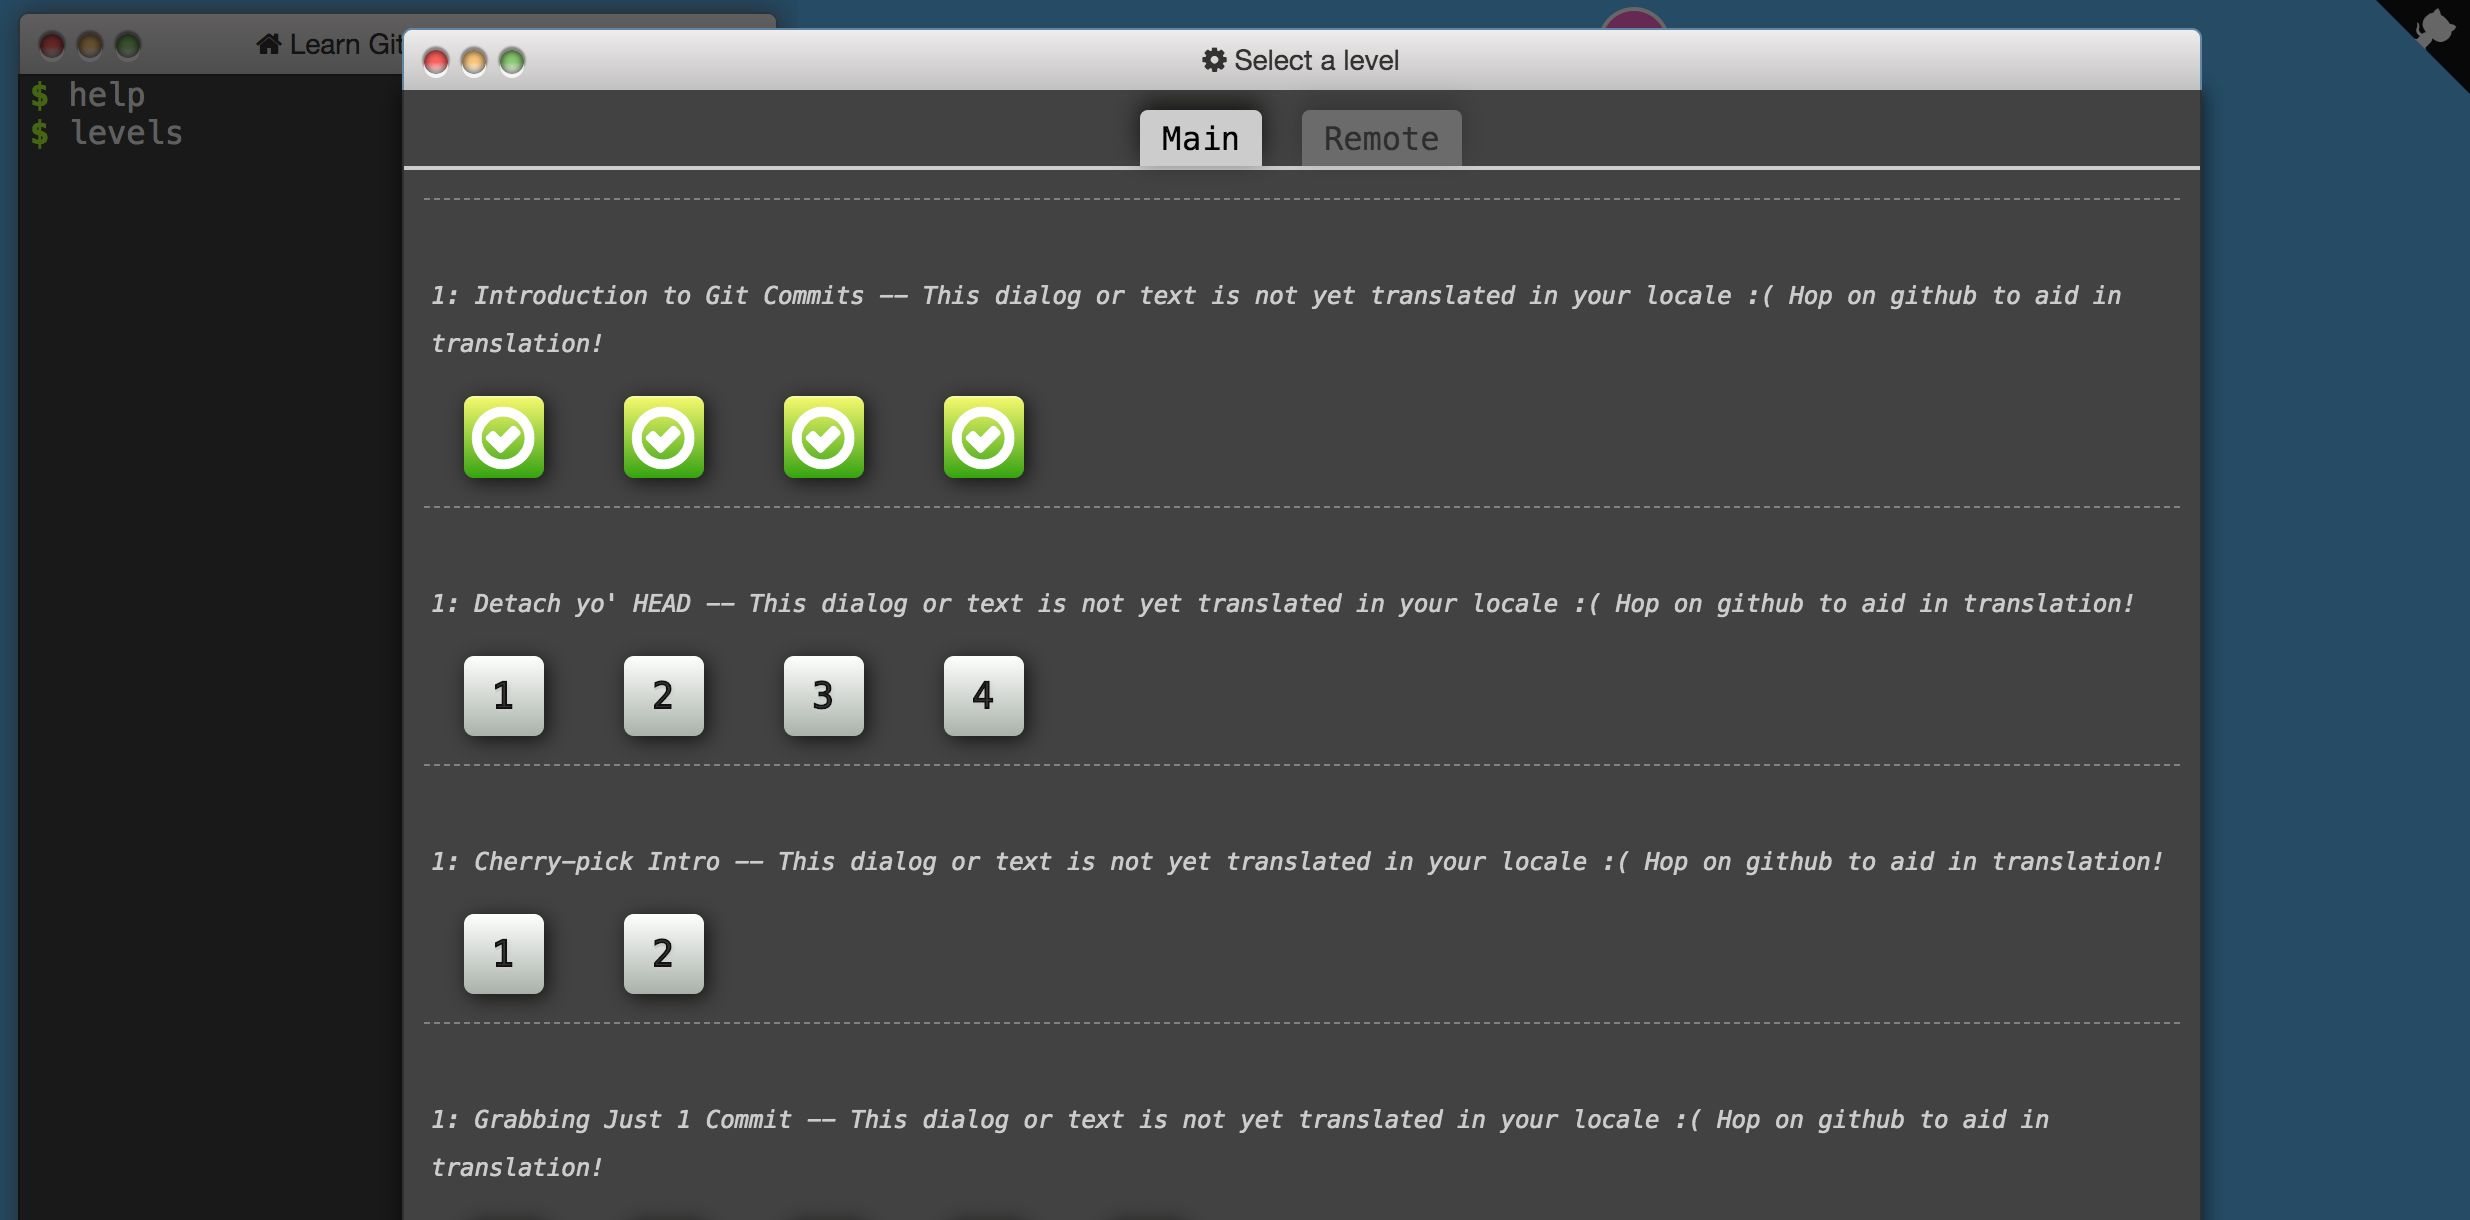 Learn Git
$ help
$ levels
Select a level
Main
Remote
1: Introduction to Git Commits -- This dialog or text is not yet translated in your locale :( Hop on github to aid in
translation!
1: Detach yo' HEAD -- This dialog or text is not yet translated in your locale :( Hop on github to aid in translation!
1 2 3 4
1: Cherry-pick Intro -- This dialog or text is not yet translated in your locale :( Hop on github to aid in translation!
1 2
1: Grabbing Just 1 Commit -- This dialog or text is not yet translated in your locale :( Hop on github to aid in
translation!